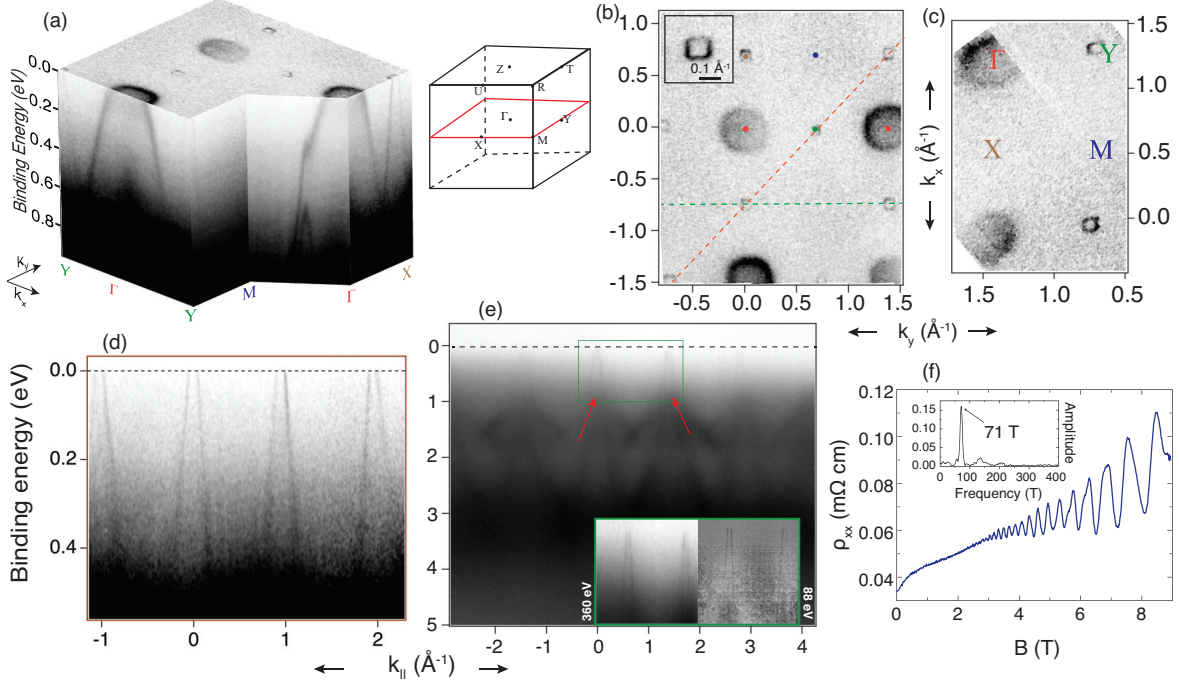 (a)
Binding Energy (eV)
0.0
0.2
0.4
0.6
0.8
k_y
k_x
Y
Γ
Y
M
Γ
X
Z
T
U
R
Γ
Y
X
M
(b)
1.0
0.5
0.0
-0.5
-1.0
-1.5
0.1 Å⁻¹
-0.5 0.0 0.5 1.0 1.5
(c)
Γ
Y
X
M
1.5
1.0
0.5
0.0
k_x (Å⁻¹)
1.5 1.0 0.5
k_y (Å⁻¹)
(d)
Binding energy (eV)
0.0
0.2
0.4
-1 0 1 2
(e)
0
1
2
3
4
5
360 eV
88 eV
-2 -1 0 1 2 3 4
k_|| (Å⁻¹)
(f)
0.12
0.10
0.08
0.06
0.04
ρ_xx (mΩ cm)
0.15
0.10
0.05
0.00
71 T
Amplitude
0 100 200 300 400
Frequency (T)
0 2 4 6 8
B (T)